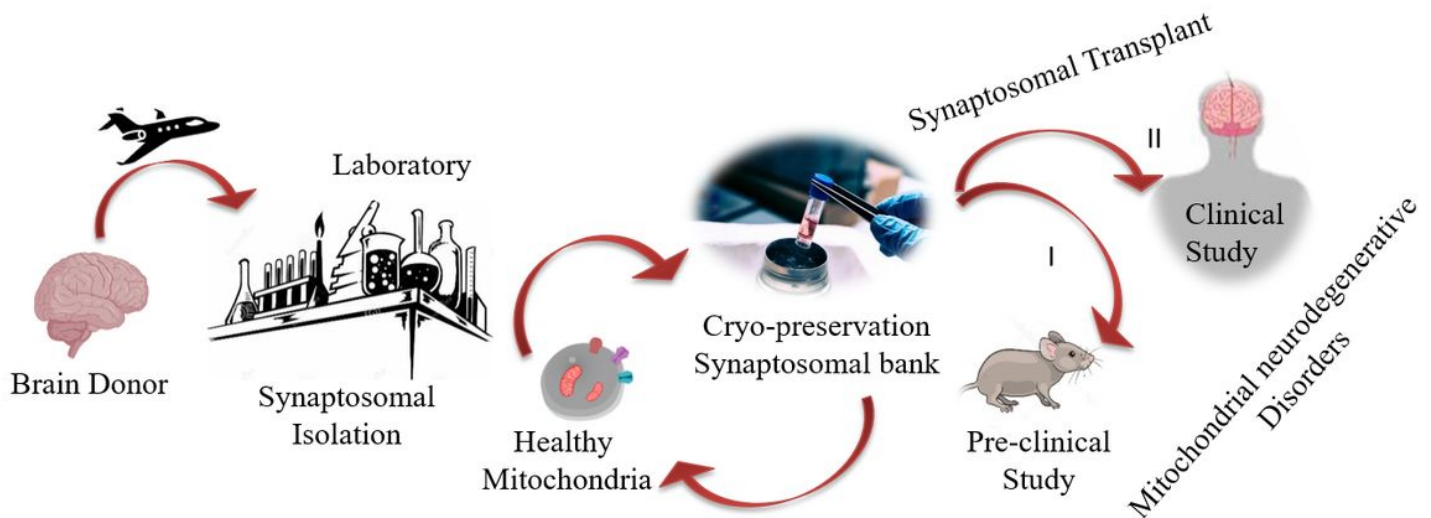 Brain Donor
Laboratory
Synaptosomal
Isolation
Healthy
Mitochondria
Cryo-preservation
Synaptosomal bank
Synaptosomal Transplant
I
Pre-clinical
Study
II
Clinical
Study
Mitochondrial neurodegenerative
Disorders